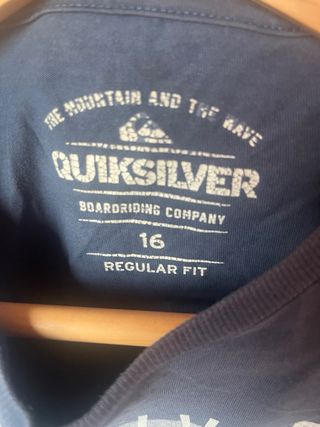 THE MOUNTAIN AND THE WAVE
QUIKSILVER
BOARDRIDING COMPANY
16
REGULAR FIT